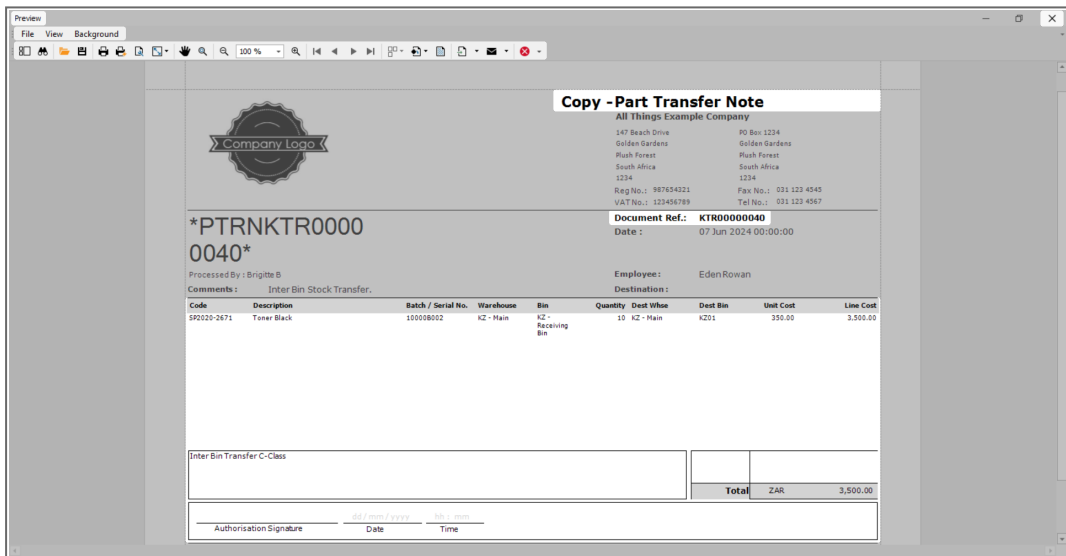 Preview
File View Background
100 %
Copy -Part Transfer Note
All Things Example Company
Company Logo
147 Beach Drive PO Box 1234
Golden Gardens Golden Gardens
Plush Forest Plush Forest
South Africa South Africa
1234 1234
Reg No.: 987654321 Fax No.: 031 123 4545
VAT No.: 123456789 Tel No.: 031 123 4567
*PTRNKTR0000
0040*
Document Ref.: KTR00000040
Date : 07 Jun 2024 00:00:00
Processed By : Brigitte B Employee : Eden Rowan
Comments : Inter Bin Stock Transfer. Destination :
Code Description Batch / Serial No. Warehouse Bin Quantity Dest Whse Dest Bin Unit Cost Line Cost
SP2020-2671 Toner Black 10000B002 KZ - Main KZ - Receiving Bin 10 KZ - Main KZ01 350.00 3,500.00
Inter Bin Transfer C-Class
Total ZAR 3,500.00
dd / mm / yyyy hh : mm
Authorisation Signature Date Time